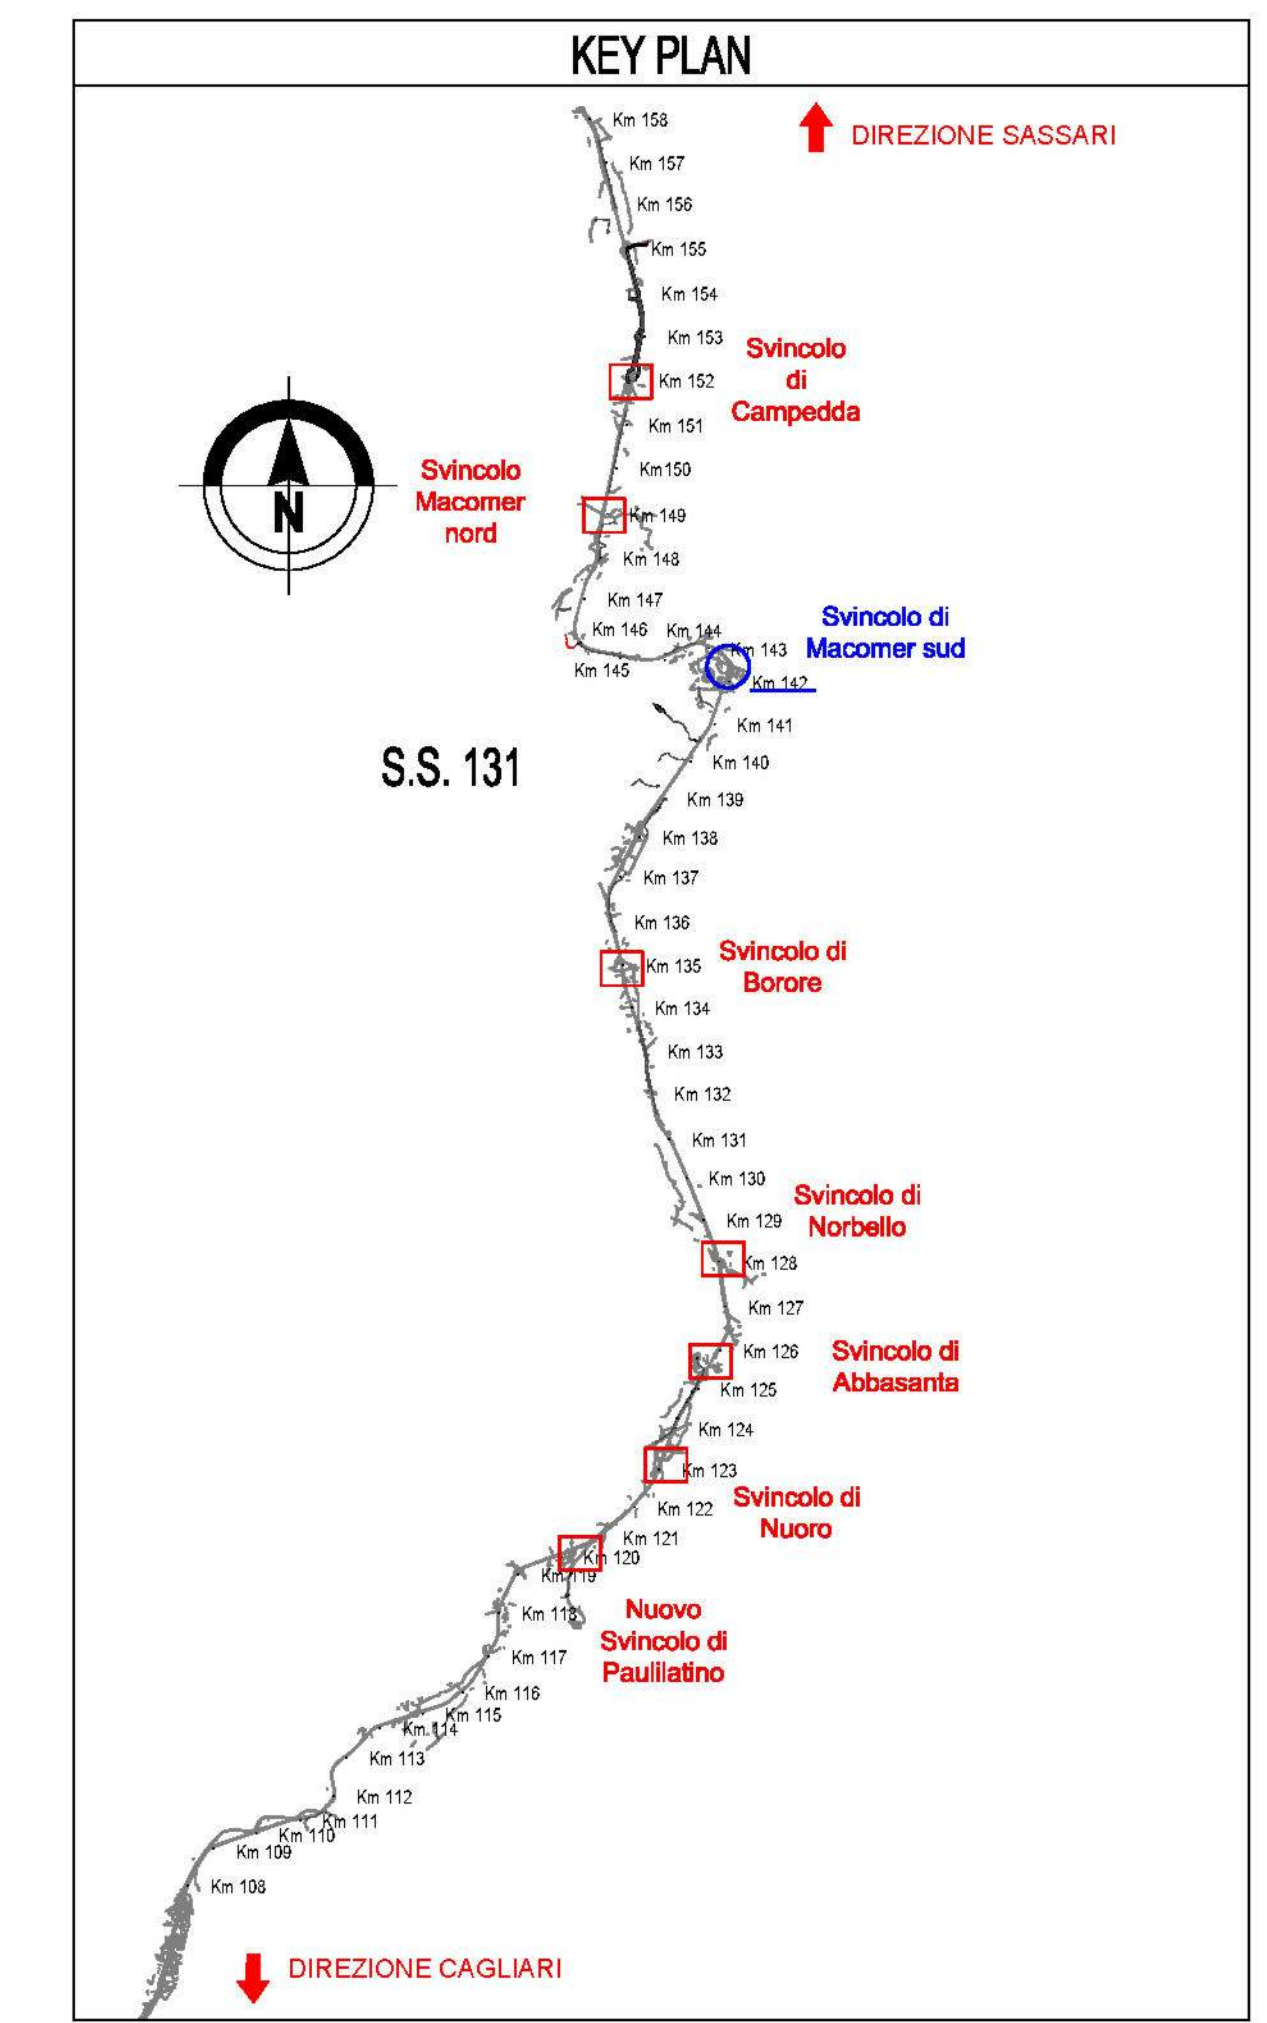 KEY PLAN
Km 158
DIREZIONE SASSARI
Km 157
Km 156
Km 155
Km 154
Km 153
Svincolo
di
Campedda
Km 152
Km 151
Km150
Svincolo
Macomer
nord
N
Km 149
Km 148
Km 147
Km 146
Km 144
Km 143
Svincolo di
Macomer sud
Km 145
Km 142
Km 141
S.S. 131
Km 140
Km 139
Km 138
Km 137
Km 136
Svincolo di
Borore
Km 135
Km 134
Km 133
Km 132
Km 131
Km 130
Svincolo di
Norbello
Km 129
Km 128
Km 127
Km 126
Svincolo di
Abbasanta
Km 125
Km 124
Km 123
Svincolo di
Nuoro
Km 122
Km 121
Km 120
Km 119
Km 118
Nuovo
Svincolo di
Paulilatino
Km 117
Km 116
Km 115
Km 114
Km 113
Km 112
Km 111
Km 110
Km 109
Km 108
DIREZIONE CAGLIARI